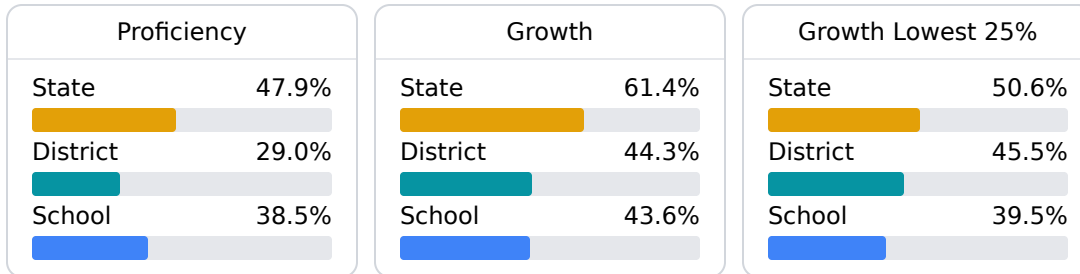 Proficiency
State 47.9%
District 29.0%
School 38.5%
Growth
State 61.4%
District 44.3%
School 43.6%
Growth Lowest 25%
State 50.6%
District 45.5%
School 39.5%